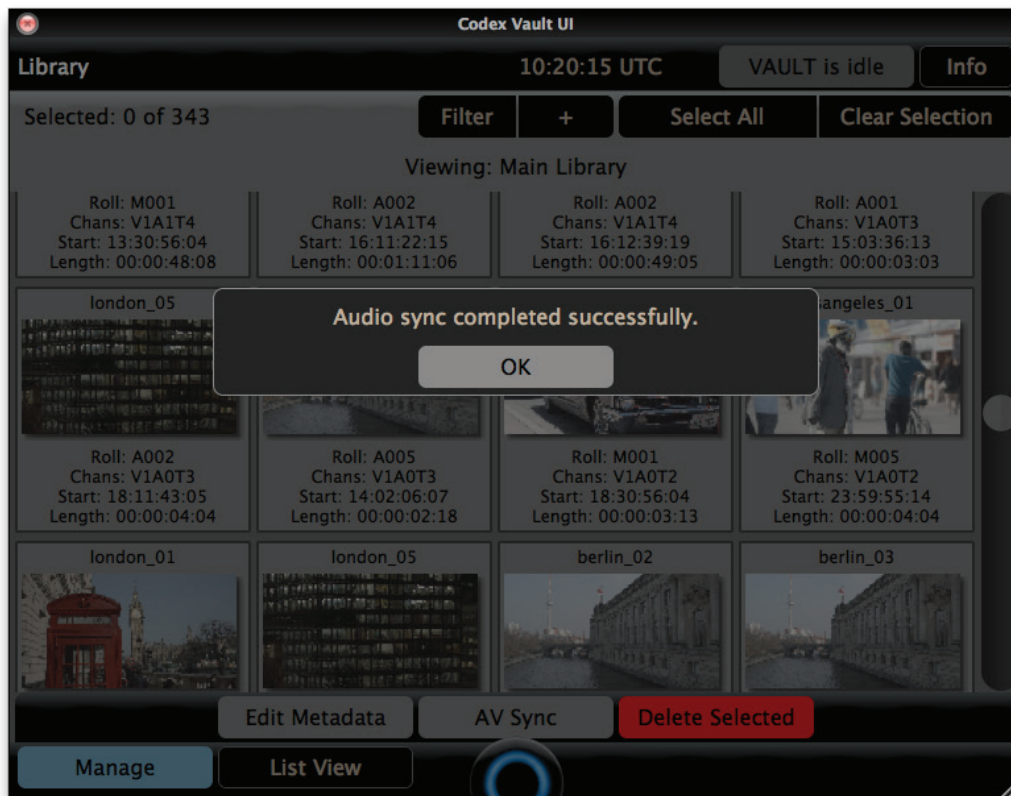 Codex Vault UI
Library 10:20:15 UTC VAULT is idle Info
Selected: 0 of 343 Filter + Select All Clear Selection
Viewing: Main Library
Roll: M001 Roll: A002 Roll: A002 Roll: A001
Chans: V1A1T4 Chans: V1A1T4 Chans: V1A1T4 Chans: V1A0T3
Start: 13:30:56:04 Start: 16:11:22:15 Start: 16:12:39:19 Start: 15:03:36:13
Length: 00:00:48:08 Length: 00:01:11:06 Length: 00:00:49:05 Length: 00:00:03:03
london_05 sangeles_01
Audio sync completed successfully.
OK
Roll: A002 Roll: A005 Roll: M001 Roll: M005
Chans: V1A0T3 Chans: V1A0T3 Chans: V1A0T2 Chans: V1A0T2
Start: 18:11:43:05 Start: 14:02:06:07 Start: 18:30:56:04 Start: 23:59:55:14
Length: 00:00:04:04 Length: 00:00:02:18 Length: 00:00:03:13 Length: 00:00:04:04
london_01 london_05 berlin_02 berlin_03
Edit Metadata AV Sync Delete Selected
Manage List View